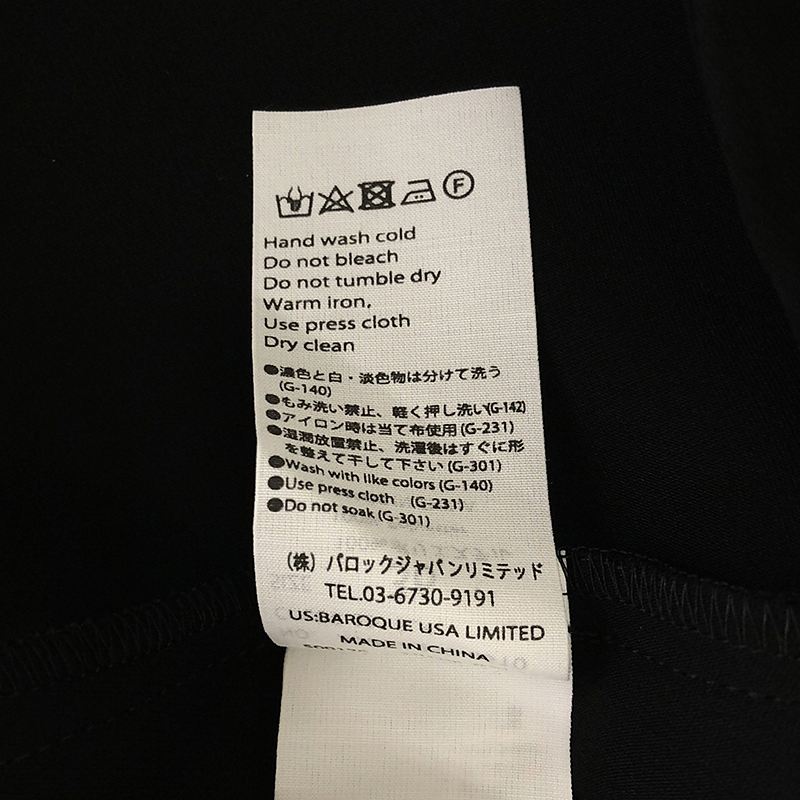 F
Hand wash cold
Do not bleach
Do not tumble dry
Warm iron,
Use press cloth
Dry clean
●濃色と白・淡色物は分けて洗う
(G-140)
●もみ洗い禁止、軽く押し洗い(G-142)
●アイロン時は当て布使用(G-231)
●湿潤放置禁止、洗濯後はすぐに形
を整えて干して下さい(G-301)
●Wash with like colors (G-140)
●Use press cloth (G-231)
●Do not soak (G-301)
(株) バロックジャパンリミテッド
TEL.03-6730-9191
US:BAROQUE USA LIMITED
MADE IN CHINA